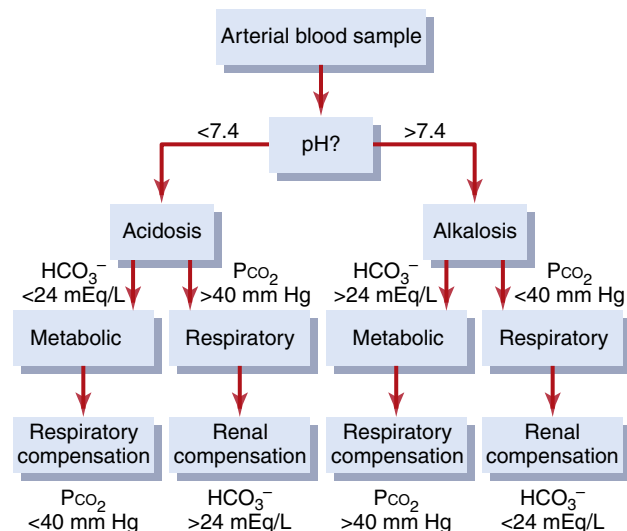 Arterial blood sample
<7.4
pH?
>7.4
Acidosis
Alkalosis
HCO₃⁻
<24 mEq/L
PCO₂
>40 mm Hg
HCO₃⁻
>24 mEq/L
PCO₂
<40 mm Hg
Metabolic
Respiratory
Metabolic
Respiratory
Respiratory
compensation
Renal
compensation
Respiratory
compensation
Renal
compensation
PCO₂
<40 mm Hg
HCO₃⁻
>24 mEq/L
PCO₂
>40 mm Hg
HCO₃⁻
<24 mEq/L